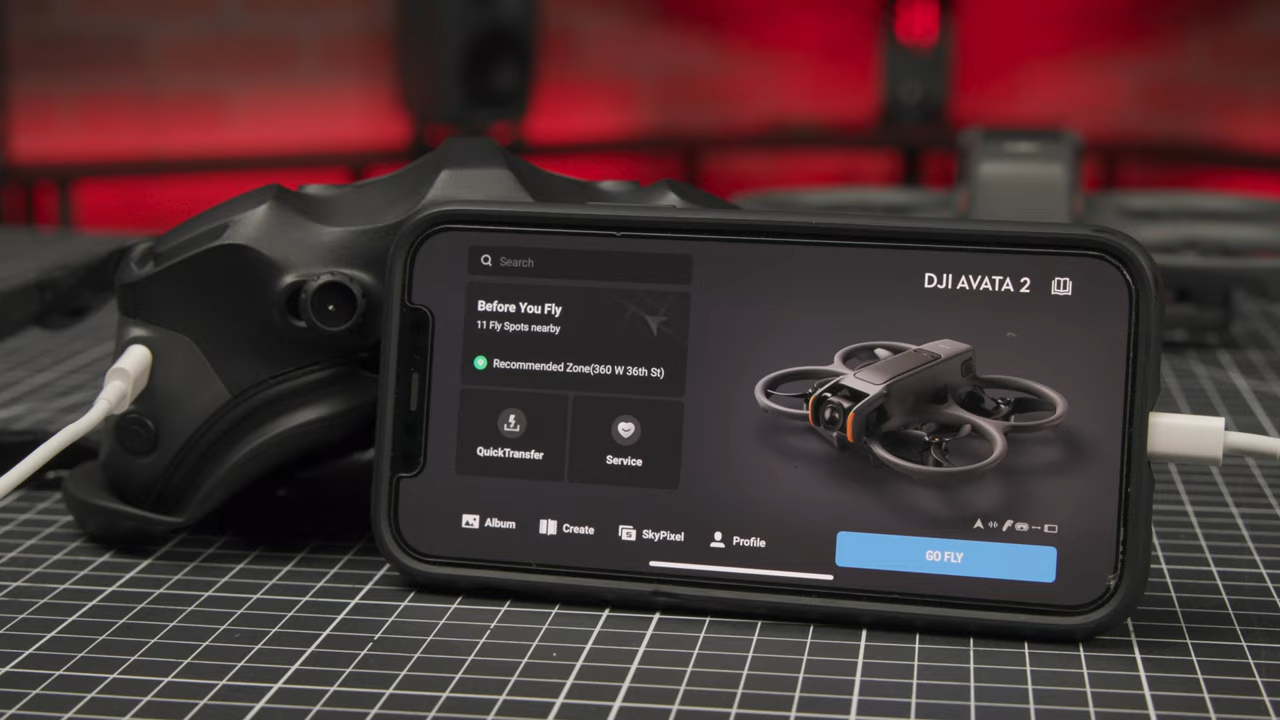 Search
DJI AVATA 2
Before You Fly
11 Fly Spots nearby
Recommended Zone(360 W 36th St)
QuickTransfer
Service
Album
Create
SkyPixel
Profile
GO FLY